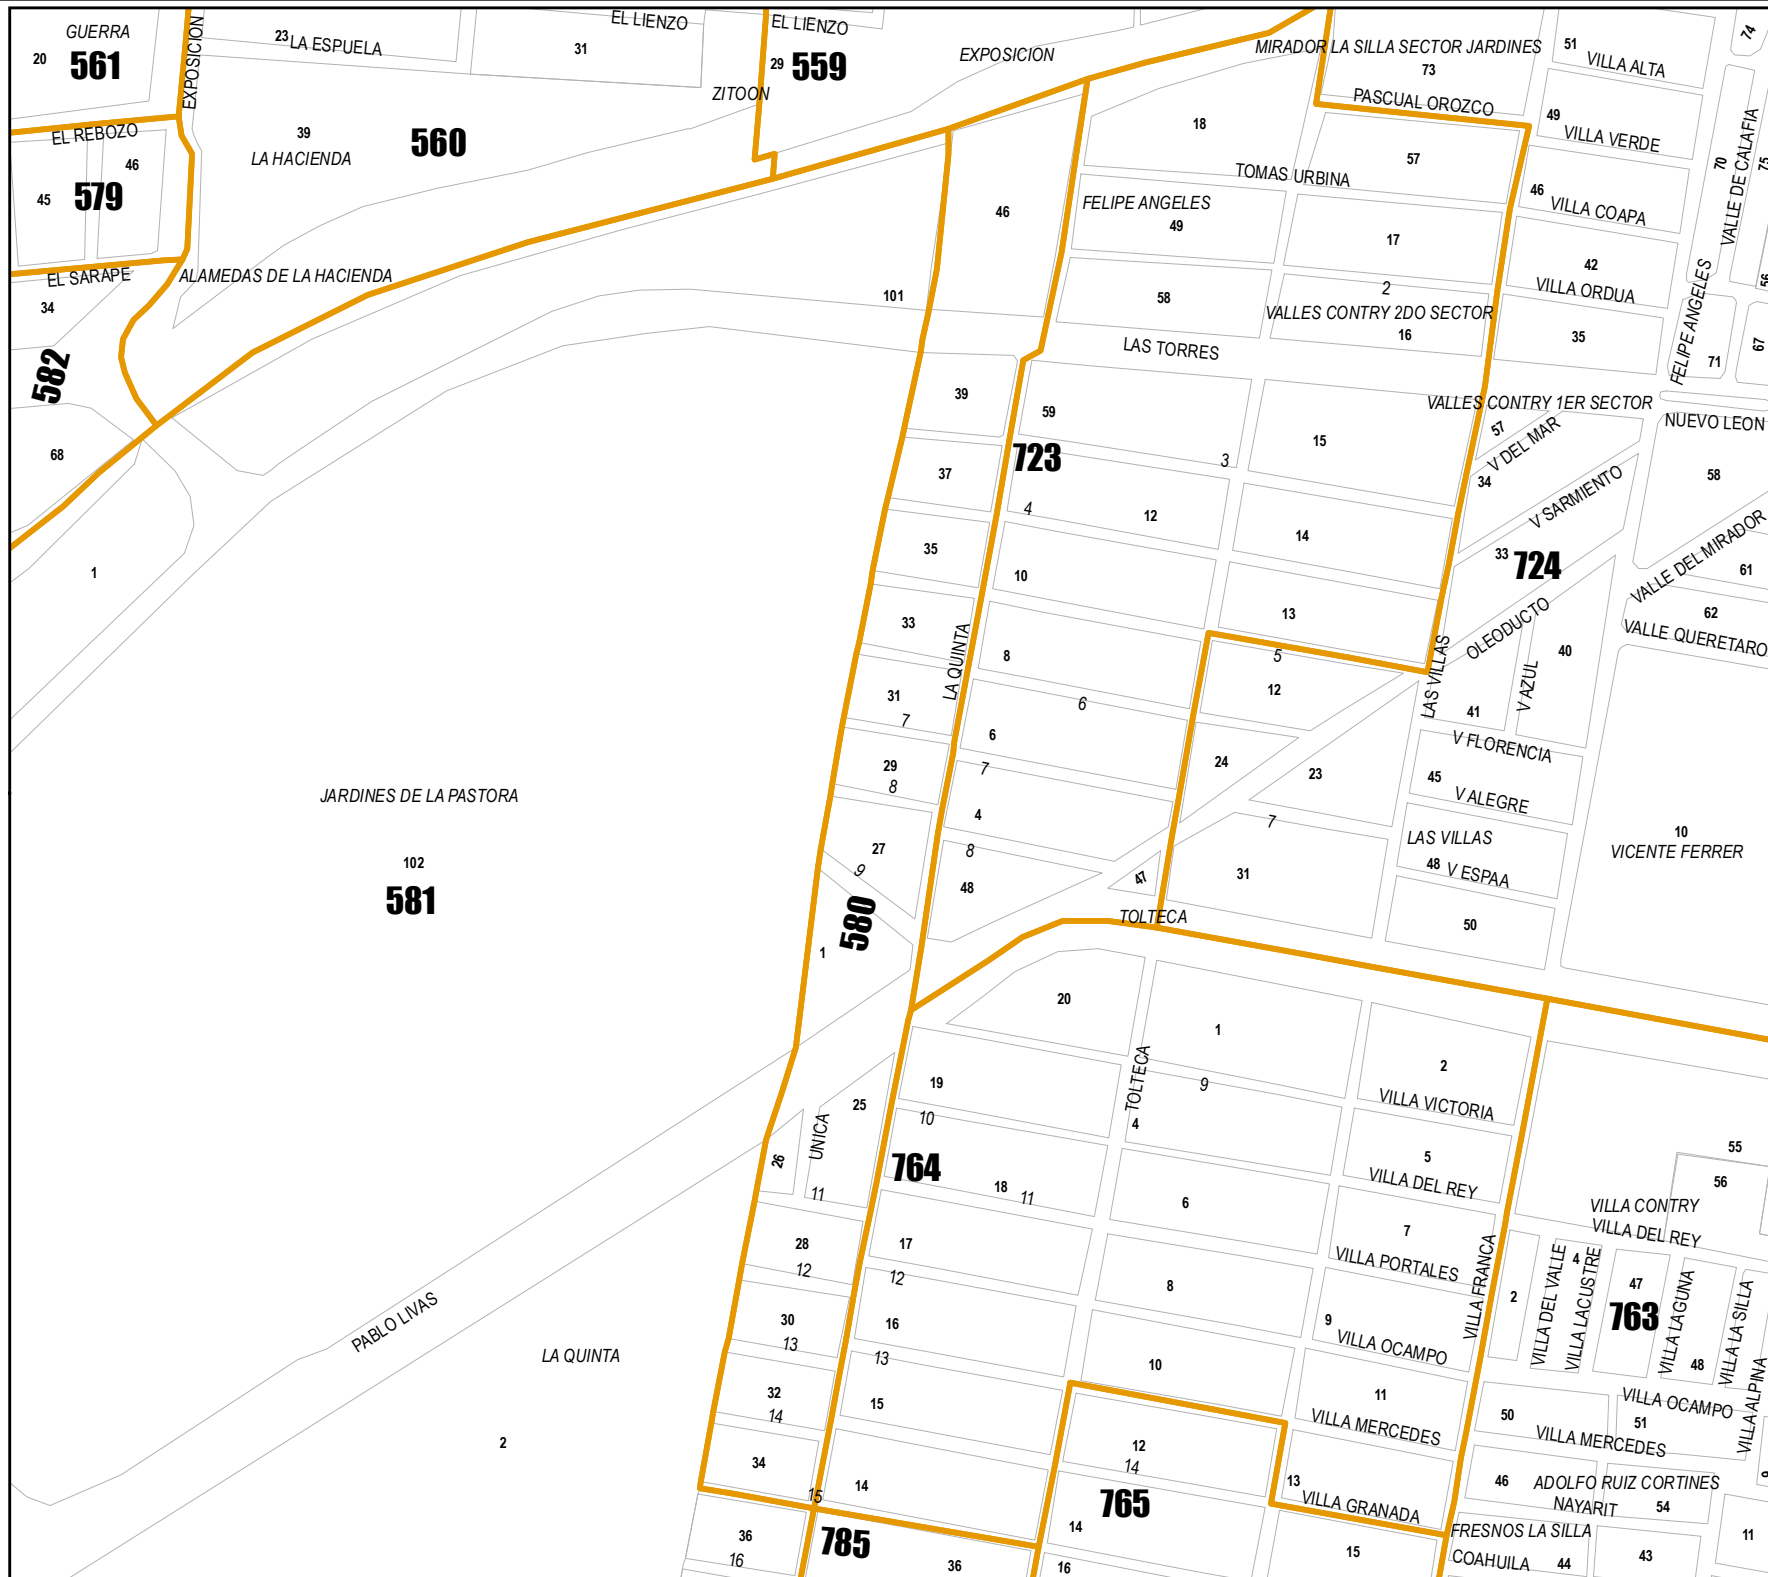 GUERRA
20
561
EXPOSICION
23
LA ESPUELA
31
EL LIENZO
EL LIENZO
29
559
ZITOON
EXPOSICION
MIRADOR LA SILLA SECTOR JARDINES
73
PASCUAL OROZCO
51
VILLA ALTA
74
49
VILLA VERDE
70
VALLE DE CALAFIA
75
EL REBOZO
46
45
579
39
LA HACIENDA
560
18
57
TOMAS URBINA
46
VILLA COAPA
46
FELIPE ANGELES
49
17
42
VILLA ORDUA
56
EL SARAPE
ALAMEDAS DE LA HACIENDA
34
101
58
2
VALLES CONTRY 2DO SECTOR
16
35
FELIPE ANGELES
71
67
582
LAS TORRES
39
59
VALLES CONTRY 1ER SECTOR
57
V DEL MAR
NUEVO LEON
68
37
723
3
15
34
V SARMIENTO
58
4
12
14
35
10
33
724
VALLE DEL MIRADOR
61
1
13
62
VALLE QUERETARO
33
LA QUINTA
8
5
LAS VILLAS
OLEODUCTO
40
31
7
6
12
41
V AZUL
6
V FLORENCIA
29
8
7
24
23
45
V ALEGRE
JARDINES DE LA PASTORA
4
7
LAS VILLAS
10
VICENTE FERRER
102
581
27
9
8
48
47
31
48
V ESPAA
580
1
TOLTECA
50
20
1
2
19
TOLTECA
9
VILLA VICTORIA
25
UNICA
10
4
26
764
5
VILLA DEL REY
55
56
11
18
11
6
VILLA CONTRY
VILLA DEL REY
28
12
17
12
7
VILLA PORTALES
VILLA FRANCA
2
VILLA DEL VALLE
4
VILLA LACUSTRE
47
763
VILLA LAGUNA
48
VILLA LA SILLA
VILLA ALPINA
8
PABLO LIVAS
LA QUINTA
30
13
16
13
9
VILLA OCAMPO
10
32
14
15
11
VILLA MERCEDES
VILLA OCAMPO
50
51
VILLA MERCEDES
2
12
14
34
15
14
13
VILLA GRANADA
46
ADOLFO RUIZ CORTINES
NAYARIT
54
9
765
14
FRESNOS LA SILLA
COAHUILA
44
43
11
36
16
785
36
16
15